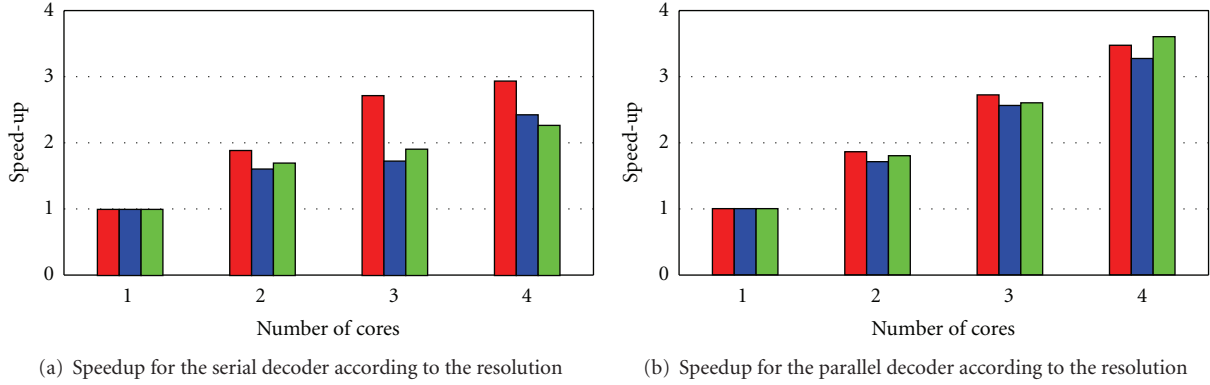 4
3
2
1
0
Speed-up
1 2 3 4
Number of cores
(a) Speedup for the serial decoder according to the resolution
4
3
2
1
0
Speed-up
1 2 3 4
Number of cores
(b) Speedup for the parallel decoder according to the resolution